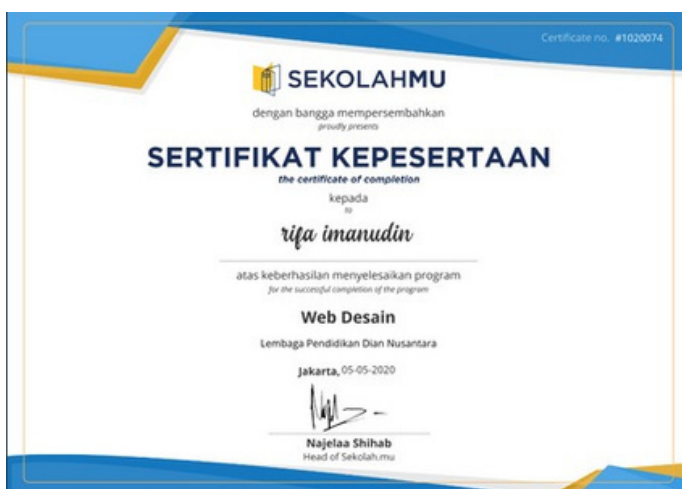 Certificate no. #1020074
SEKOLAHMU
dengan bangga mempersembahkan
proudly presents
SERTIFIKAT KEPESERTAAN
the certificate of completion
kepada
to
rifa imanudin
atas keberhasilan menyelesaikan program
for the successful completion of the program
Web Desain
Lembaga Pendidikan Dian Nusantara
Jakarta, 05-05-2020
Najelaa Shihab
Head of Sekolah.mu